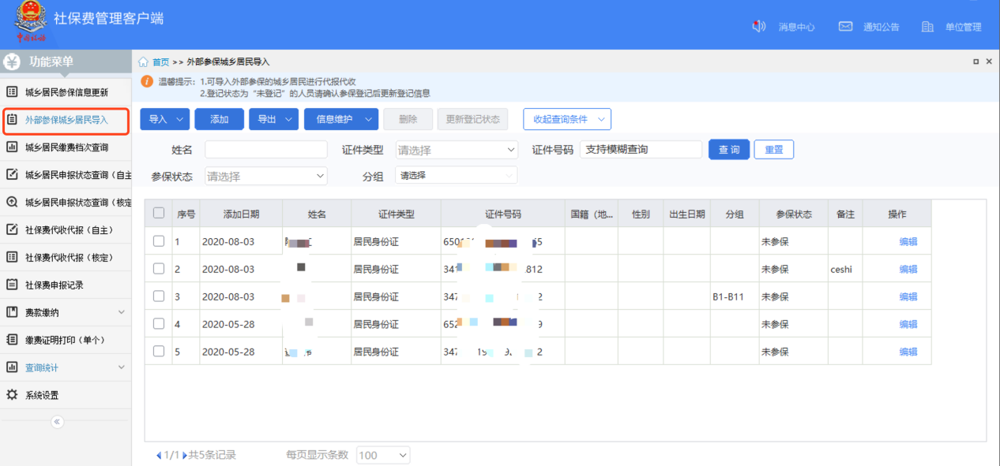 社保费管理客户端
消息中心 通知公告 单位管理
功能菜单
首页 >> 外部参保城乡居民导入
温馨提示: 1.可导入外部参保的城乡居民进行代报代收
2.登记状态为“未登记”的人员请确认参保登记后更新登记信息
城乡居民参保信息更新
外部参保城乡居民导入
城乡居民缴费档次查询
城乡居民申报状态查询（自主
城乡居民申报状态查询（核定
社保费代收代报（自主）
社保费代收代报（核定）
社保费申报记录
费款缴纳
缴费证明打印（单个）
查询统计
系统设置
导入 添加 导出 信息维护 删除 更新登记状态 收起查询条件
姓名 证件类型 请选择 证件号码 支持模糊查询 查询 重置
参保状态 请选择 分组 请选择
序号 添加日期 姓名 证件类型 证件号码 国籍（地... 性别 出生日期 分组 参保状态 备注 操作
1 2020-08-03 居民身份证 650 5 未参保 编辑
2 2020-08-03 居民身份证 341 812 未参保 ceshi 编辑
3 2020-08-03 居民身份证 347 2 B1-B11 未参保 编辑
4 2020-05-28 居民身份证 652 9 未参保 编辑
5 2020-05-28 居民身份证 347 19 9 2 未参保 编辑
1/1 共5条记录 每页显示条数 100